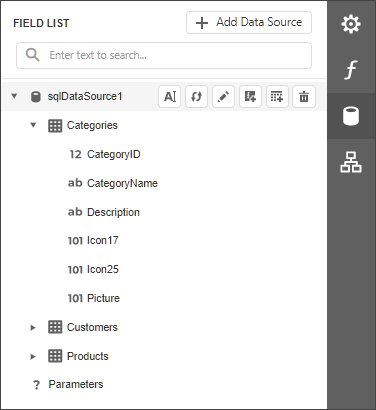 FIELD LIST
+ Add Data Source
Enter text to search...
sqlDataSource1
Categories
12 CategoryID
ab CategoryName
ab Description
101 Icon17
101 Icon25
101 Picture
Customers
Products
? Parameters